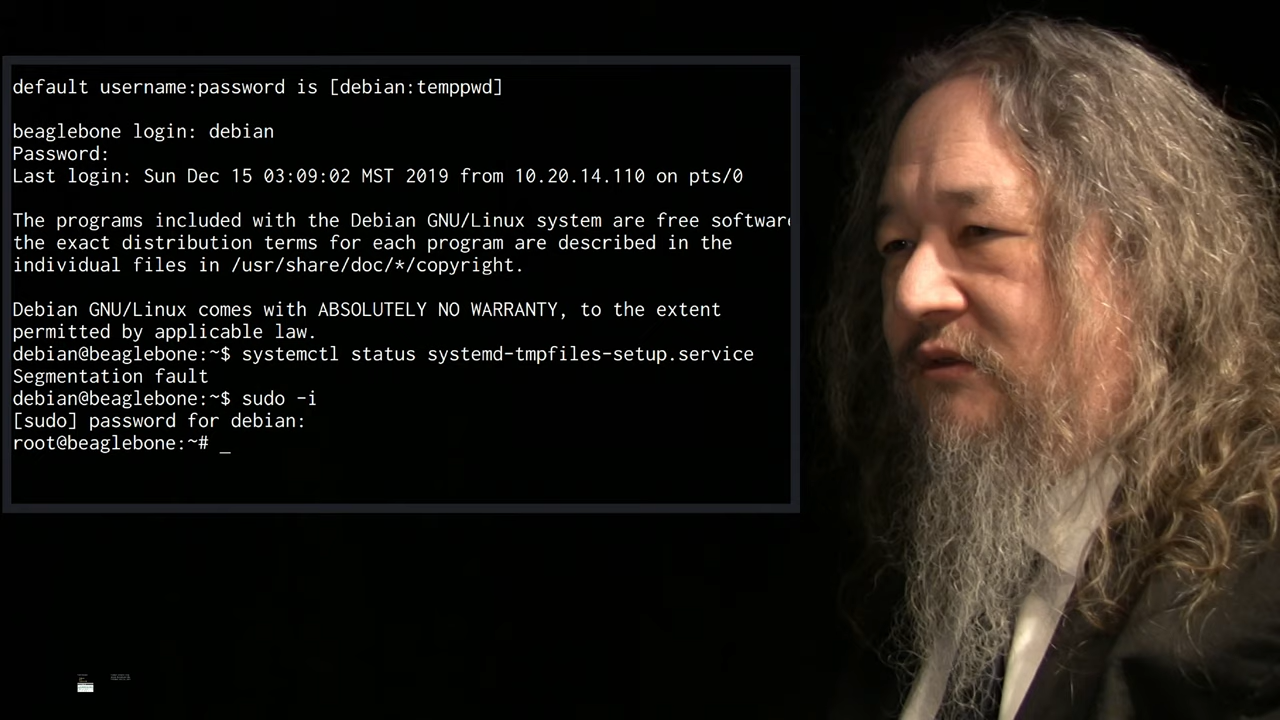 default username:password is [debian:temppwd]
beaglebone login: debian
Password:
Last login: Sun Dec 15 03:09:02 MST 2019 from 10.20.14.110 on pts/0
The programs included with the Debian GNU/Linux system are free software
the exact distribution terms for each program are described in the
individual files in /usr/share/doc/*/copyright.
Debian GNU/Linux comes with ABSOLUTELY NO WARRANTY, to the extent
permitted by applicable law.
debian@beaglebone:~$ systemctl status systemd-tmpfiles-setup.service
Segmentation fault
debian@beaglebone:~$ sudo -i
[sudo] password for debian:
root@beaglebone:~# _